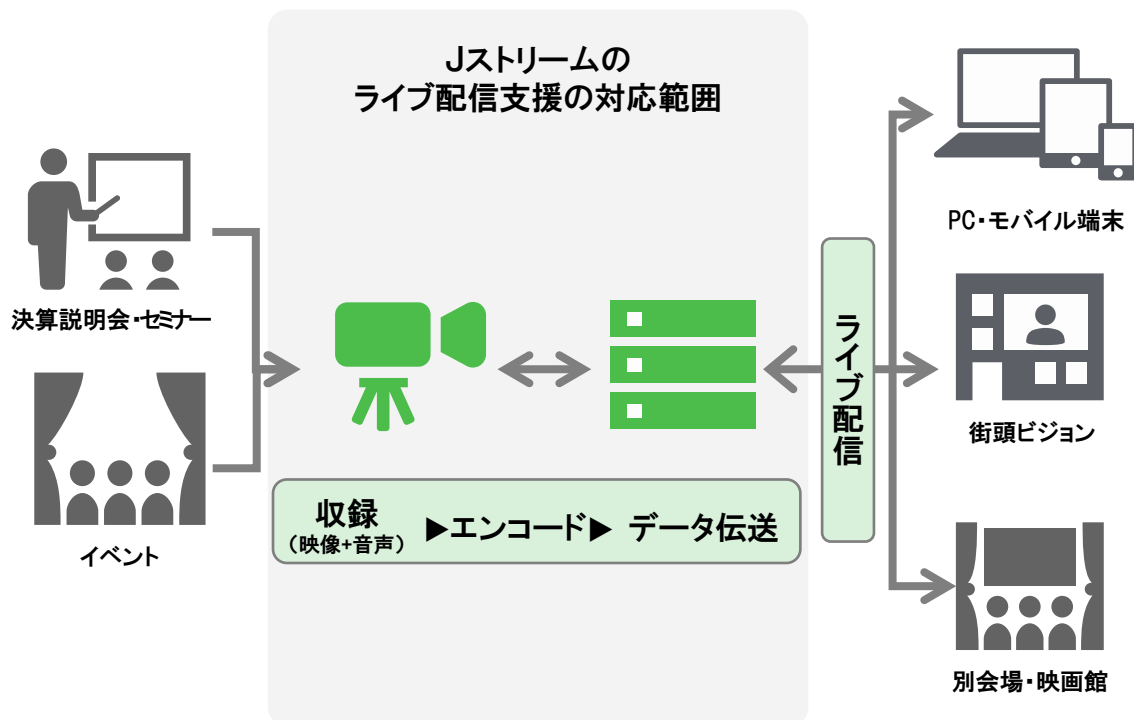 Jストリームの
ライブ配信支援の対応範囲
決算説明会・セミナー
イベント
収録
（映像+音声）
▶エンコード▶ データ伝送
ライブ配信
PC・モバイル端末
街頭ビジョン
別会場・映画館